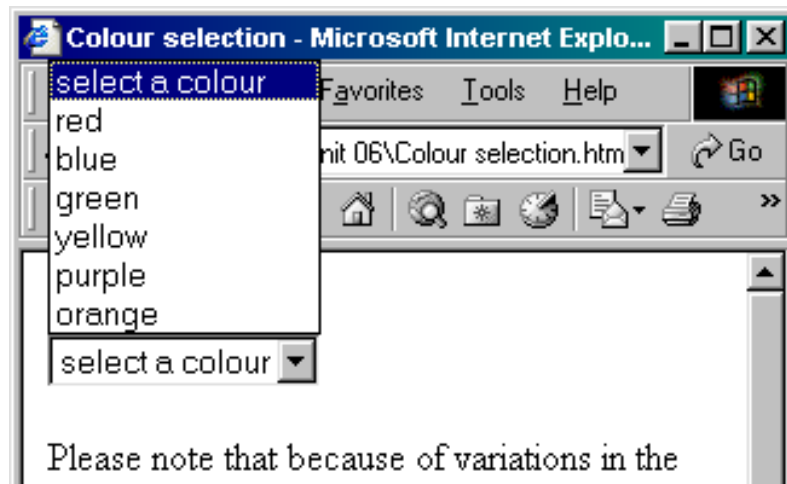 Colour selection - Microsoft Internet Explo...
select a colour
Favorites Tools Help
red
blue
nit 06\Colour selection.htm Go
green
yellow
purple
orange
select a colour
Please note that because of variations in the